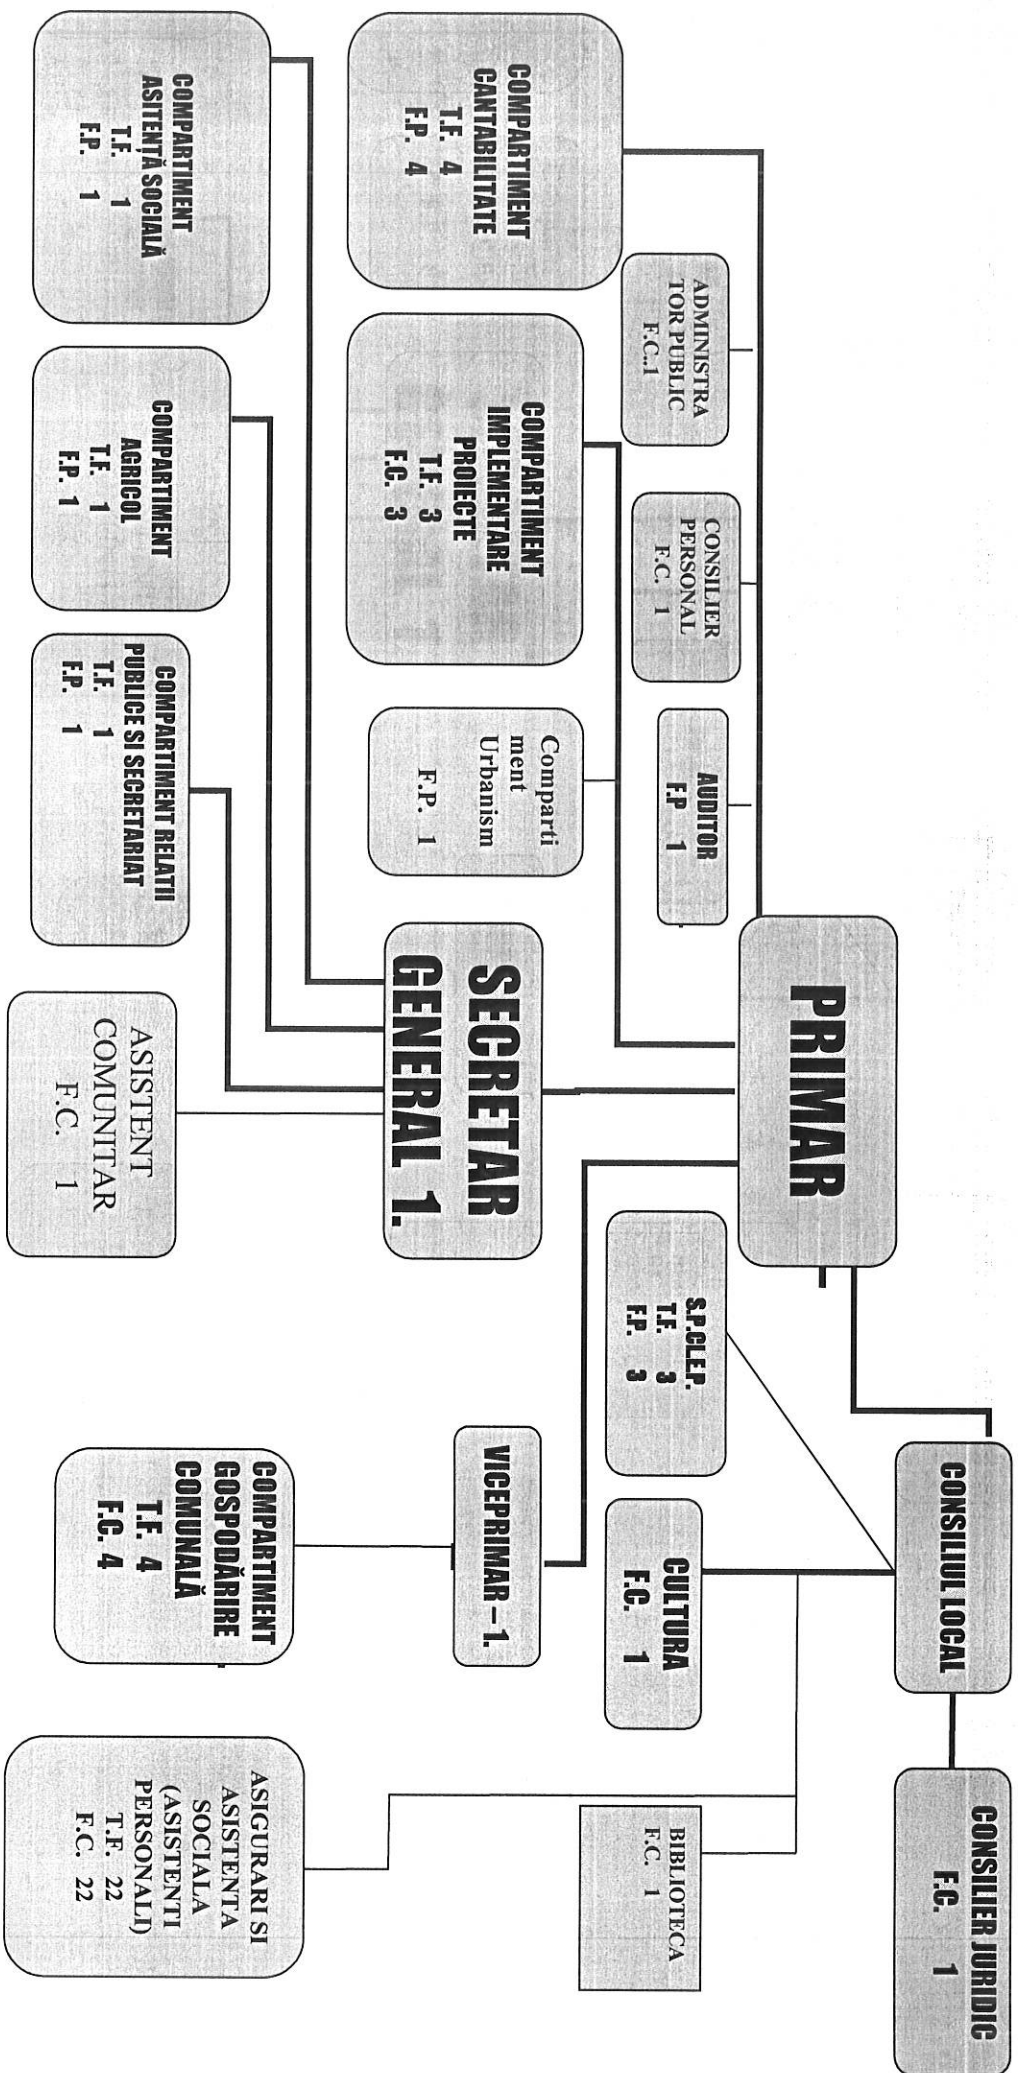 CONSILIUL LOCAL
CONSILIER JURIDIC
F.C. 1
PRIMAR
ADMINISTRA
TOR PUBLIC
F.C..1
CONSILIER
PERSONAL
F.C. 1
AUDITOR
F.P 1
S.P.C.L.E.P.
T.F. 3
F.P. 3
CULTURA
F.C. 1
BIBLIOTECA
F.C. 1
COMPARTIMENT
CANTABILITATE
T.F. 4
F.P. 4
COMPARTIMENT
IMPLEMENTARE
PROIECTE
T.F. 3
F.C. 3
Comparti
ment
Urbanism
F.P. 1
SECRETAR
GENERAL 1.
VICEPRIMAR – 1.
COMPARTIMENT
ASITENȚĂ SOCIALĂ
T.F. 1
F.P. 1
COMPARTIMENT
AGRICOL
T.F. 1
F.P. 1
COMPARTIMENT RELATII
PUBLICE SI SECRETARIAT
T.F. 1
F.P. 1
ASISTENT
COMUNITAR
F.C. 1
COMPARTIMENT
GOSPODĂRIRE
COMUNALĂ
T.F. 4
F.C. 4
ASIGURARI SI
ASISTENTA
SOCIALA
(ASISTENTI
PERSONALI)
T.F. 22
F.C. 22